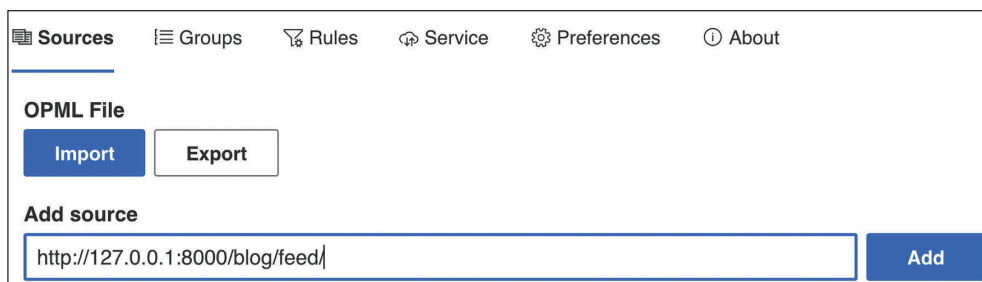 Sources Groups Rules Service Preferences About
OPML File
Import Export
Add source
http://127.0.0.1:8000/blog/feed/ Add